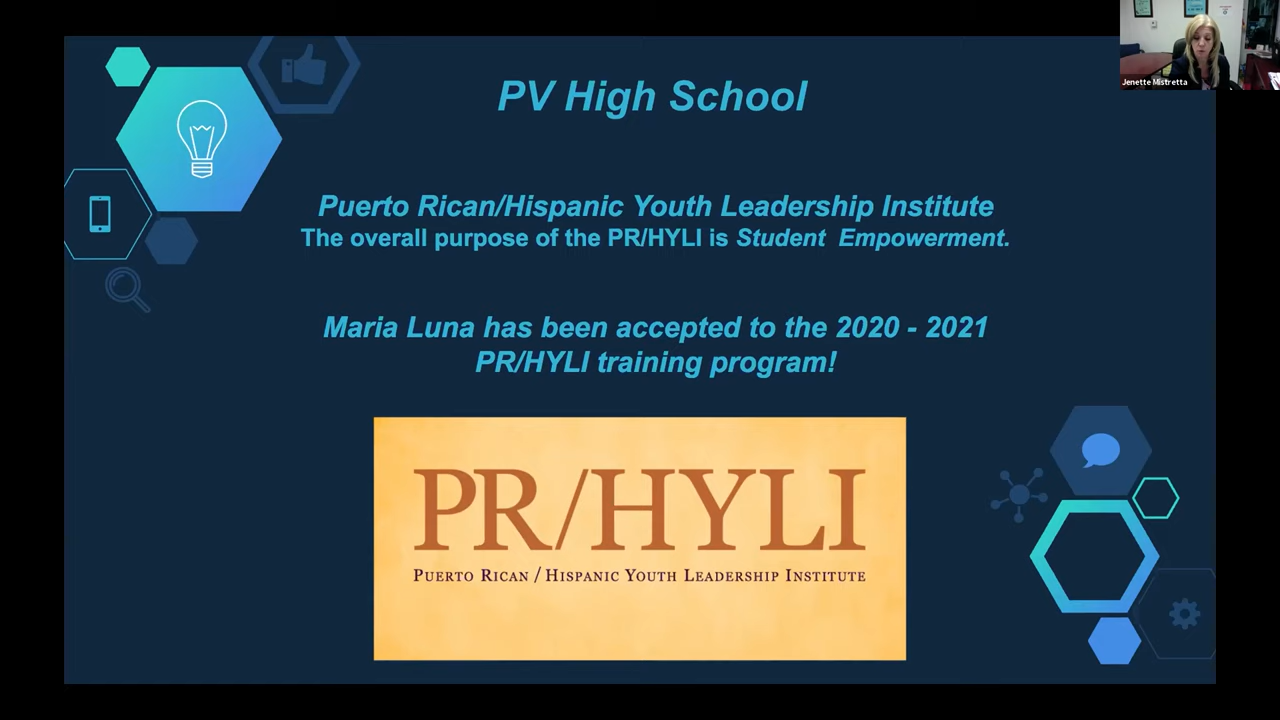 PV High School
Puerto Rican/Hispanic Youth Leadership Institute
The overall purpose of the PR/HYLI is Student Empowerment.
Maria Luna has been accepted to the 2020 - 2021
PR/HYLI training program!
PR/HYLI
Puerto Rican / Hispanic Youth Leadership Institute
Jenette Mistretta